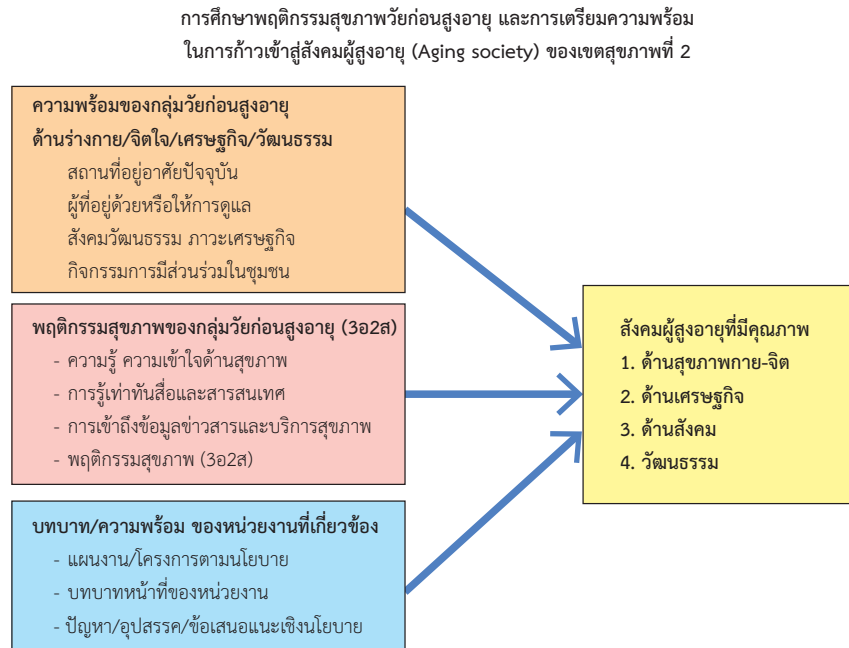 การศึกษาพฤติกรรมสุขภาพวัยก่อนสูงอายุ และการเตรียมความพร้อม
ในการก้าวเข้าสู่สังคมผู้สูงอายุ (Aging society) ของเขตสุขภาพที่ 2
ความพร้อมของกลุ่มวัยก่อนสูงอายุ
ด้านร่างกาย/จิตใจ/เศรษฐกิจ/วัฒนธรรม
สถานที่อยู่อาศัยปัจจุบัน
ผู้ที่อยู่ด้วยหรือให้การดูแล
สังคมวัฒนธรรม ภาวะเศรษฐกิจ
กิจกรรมการมีส่วนร่วมในชุมชน
พฤติกรรมสุขภาพของกลุ่มวัยก่อนสูงอายุ (3อ2ส)
- ความรู้ ความเข้าใจด้านสุขภาพ
- การรู้เท่าทันสื่อและสารสนเทศ
- การเข้าถึงข้อมูลข่าวสารและบริการสุขภาพ
- พฤติกรรมสุขภาพ (3อ2ส)
บทบาท/ความพร้อม ของหน่วยงานที่เกี่ยวข้อง
- แผนงาน/โครงการตามนโยบาย
- บทบาทหน้าที่ของหน่วยงาน
- ปัญหา/อุปสรรค/ข้อเสนอแนะเชิงนโยบาย
สังคมผู้สูงอายุที่มีคุณภาพ
1. ด้านสุขภาพกาย-จิต
2. ด้านเศรษฐกิจ
3. ด้านสังคม
4. วัฒนธรรม